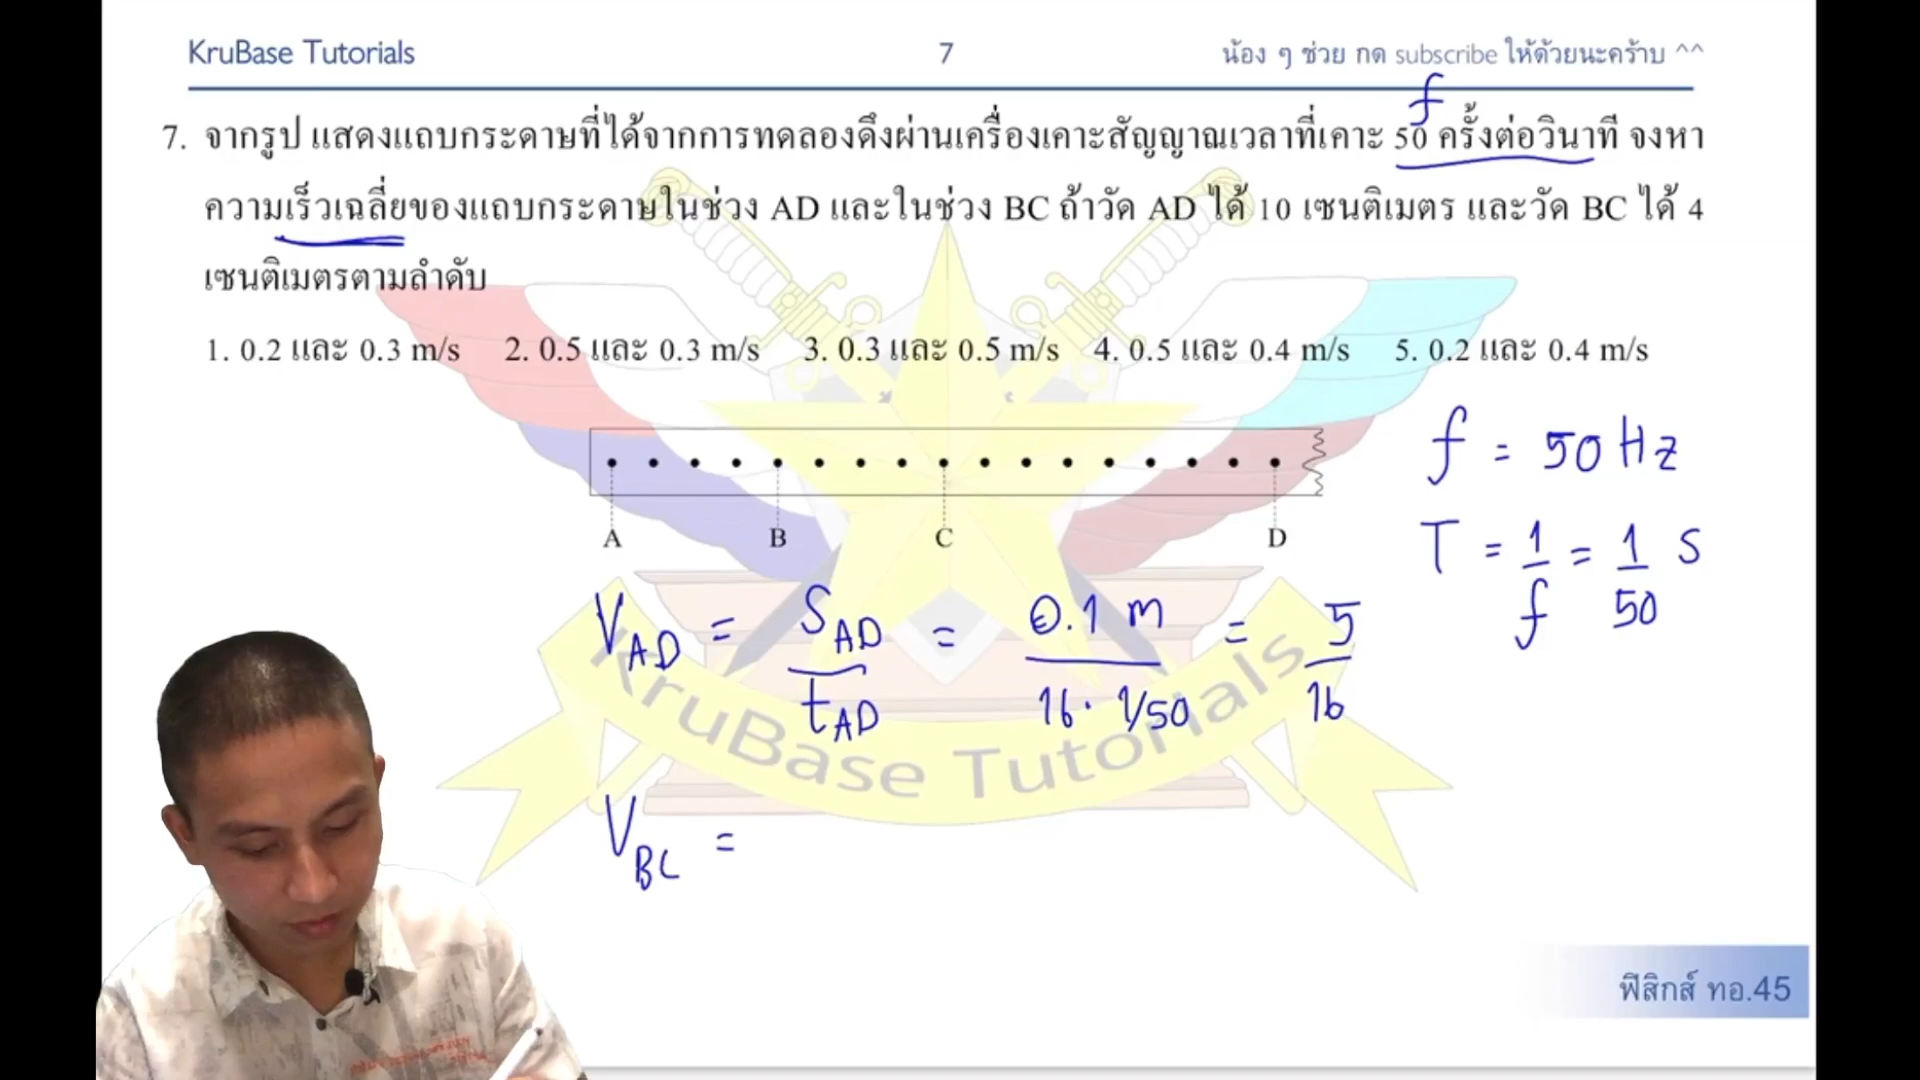 KruBase Tutorials 7 น้อง ๆ ช่วย กด subscribe ให้ด้วยนะคร้าบ ^^
f
7. จากรูป แสดงแถบกระดาษที่ได้จากการทดลองดึงผ่านเครื่องเคาะสัญญาณเวลาที่เคาะ 50 ครั้งต่อวินาที จงหา
ความเร็วเฉลี่ยของแถบกระดาษในช่วง AD และในช่วง BC ถ้าวัด AD ได้ 10 เซนติเมตร และวัด BC ได้ 4
เซนติเมตรตามลำดับ
1. 0.2 และ 0.3 m/s 2. 0.5 และ 0.3 m/s 3. 0.3 และ 0.5 m/s 4. 0.5 และ 0.4 m/s 5. 0.2 และ 0.4 m/s
f = 50 Hz
A B C D
T = 1/f = 1/50 s
V_AD = S_AD/t_AD = 0.1 m/16 · 1/50 = 5/16
KruBase Tutorials
V_BC =
ฟิสิกส์ ทอ.45